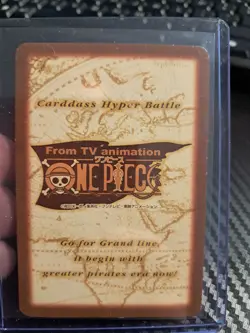 Carddass Hyper Battle
From TV animation
ワンピース
ONE PIECE
Go for Grand line,
it begin with
greater pirates era now!